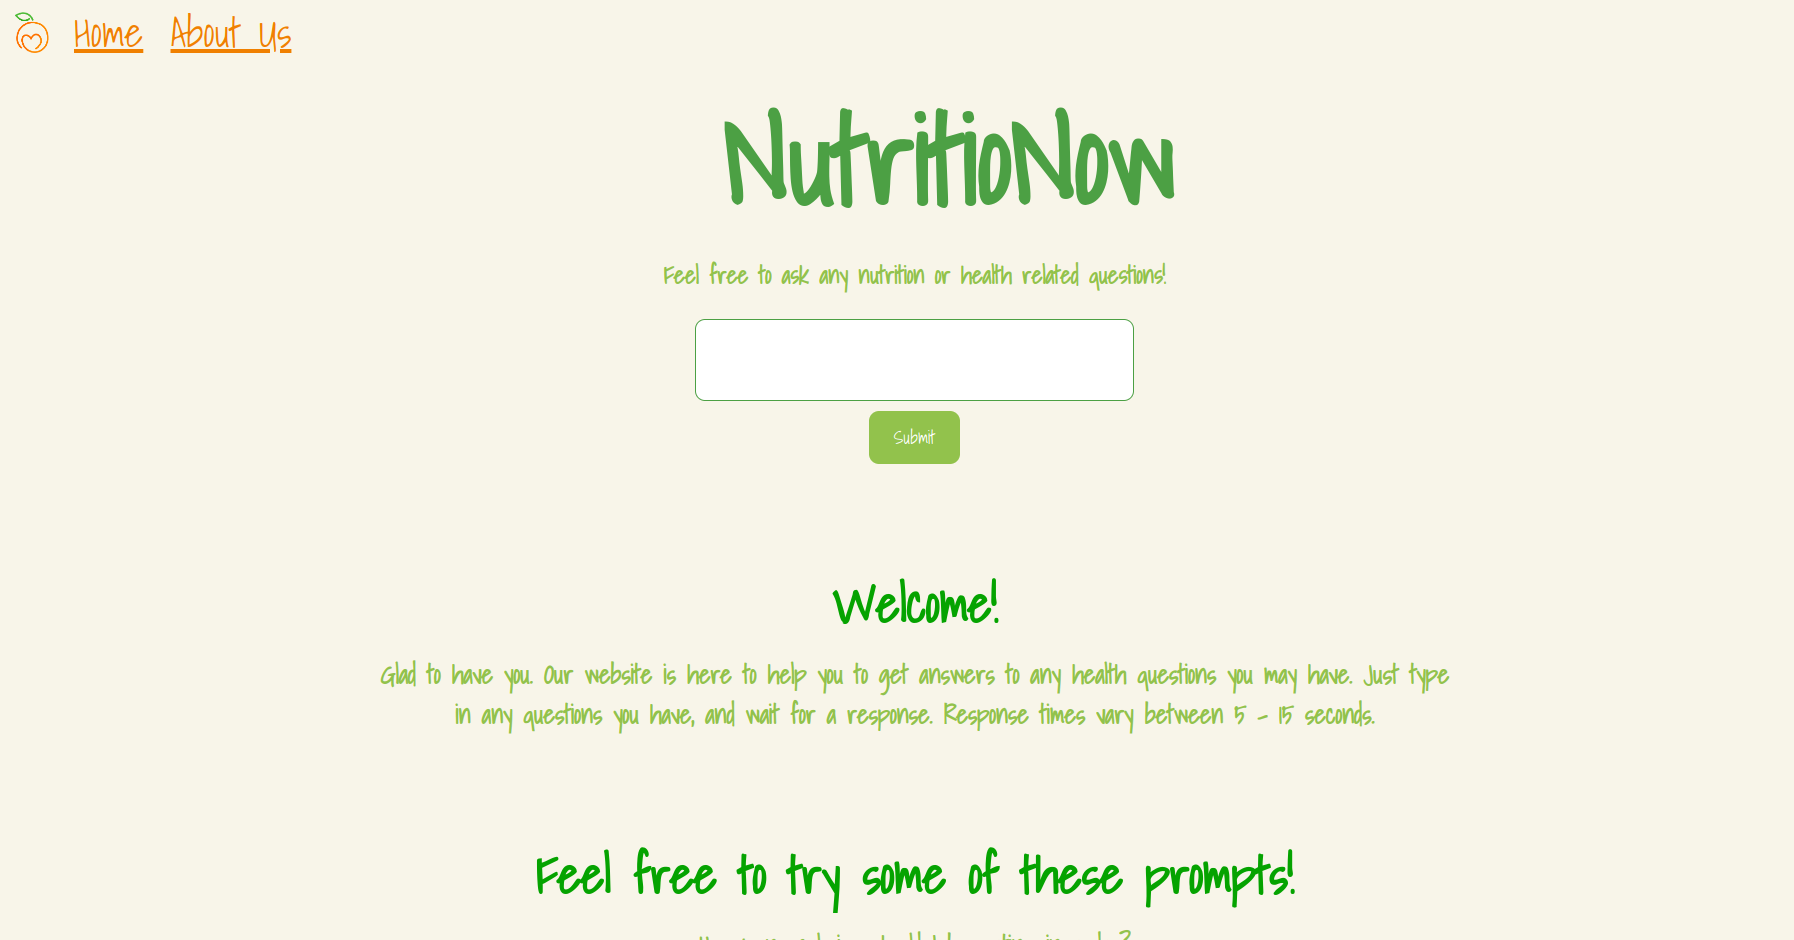 Home About Us
NutritioNow
Feel free to ask any nutrition or health related questions!
Submit
Welcome!
Glad to have you. Our website is here to help you to get answers to any health questions you may have. Just type
in any questions you have, and wait for a response. Response times vary between 5 - 15 seconds.
Feel free to try some of these prompts!